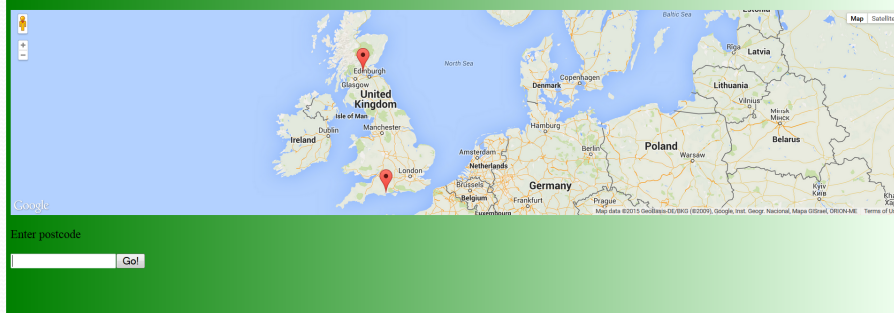 Baltic Sea
Estonia
Map Satellite
Riga
Latvia
North Sea
Edinburgh
Glasgow
Copenhagen
Denmark
Lithuania
United
Kingdom
Vilnius
Isle of Man
Minsk
Мінск
Dublin
Manchester
Hamburg
Ireland
Belarus
Berlin
Poland
Amsterdam
Warsaw
Netherlands
London
Brussels
Germany
Kyiv
Київ
Belgium
Frankfurt
Prague
Google
Luxembourg
Map data ©2015 GeoBasis-DE/BKG (©2009), Google, Inst. Geogr. Nacional, Mapa GISrael, ORION-ME Terms of U
Enter postcode
Go!